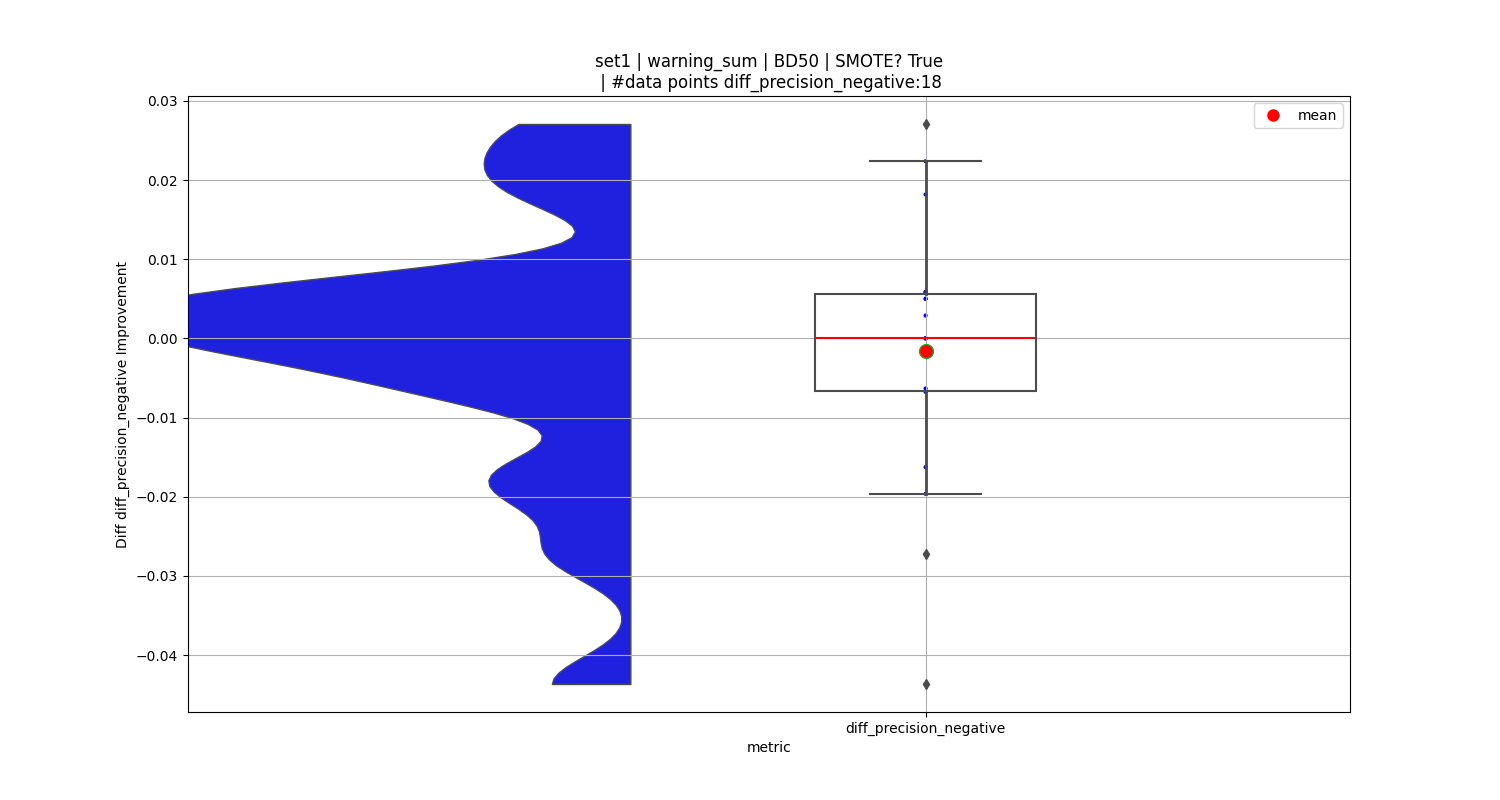 set1 | warning_sum | BD50 | SMOTE? True
| #data points diff_precision_negative:18
mean
0.03
0.02
0.01
0.00
−0.01
−0.02
−0.03
−0.04
Diff diff_precision_negative Improvement
diff_precision_negative
metric